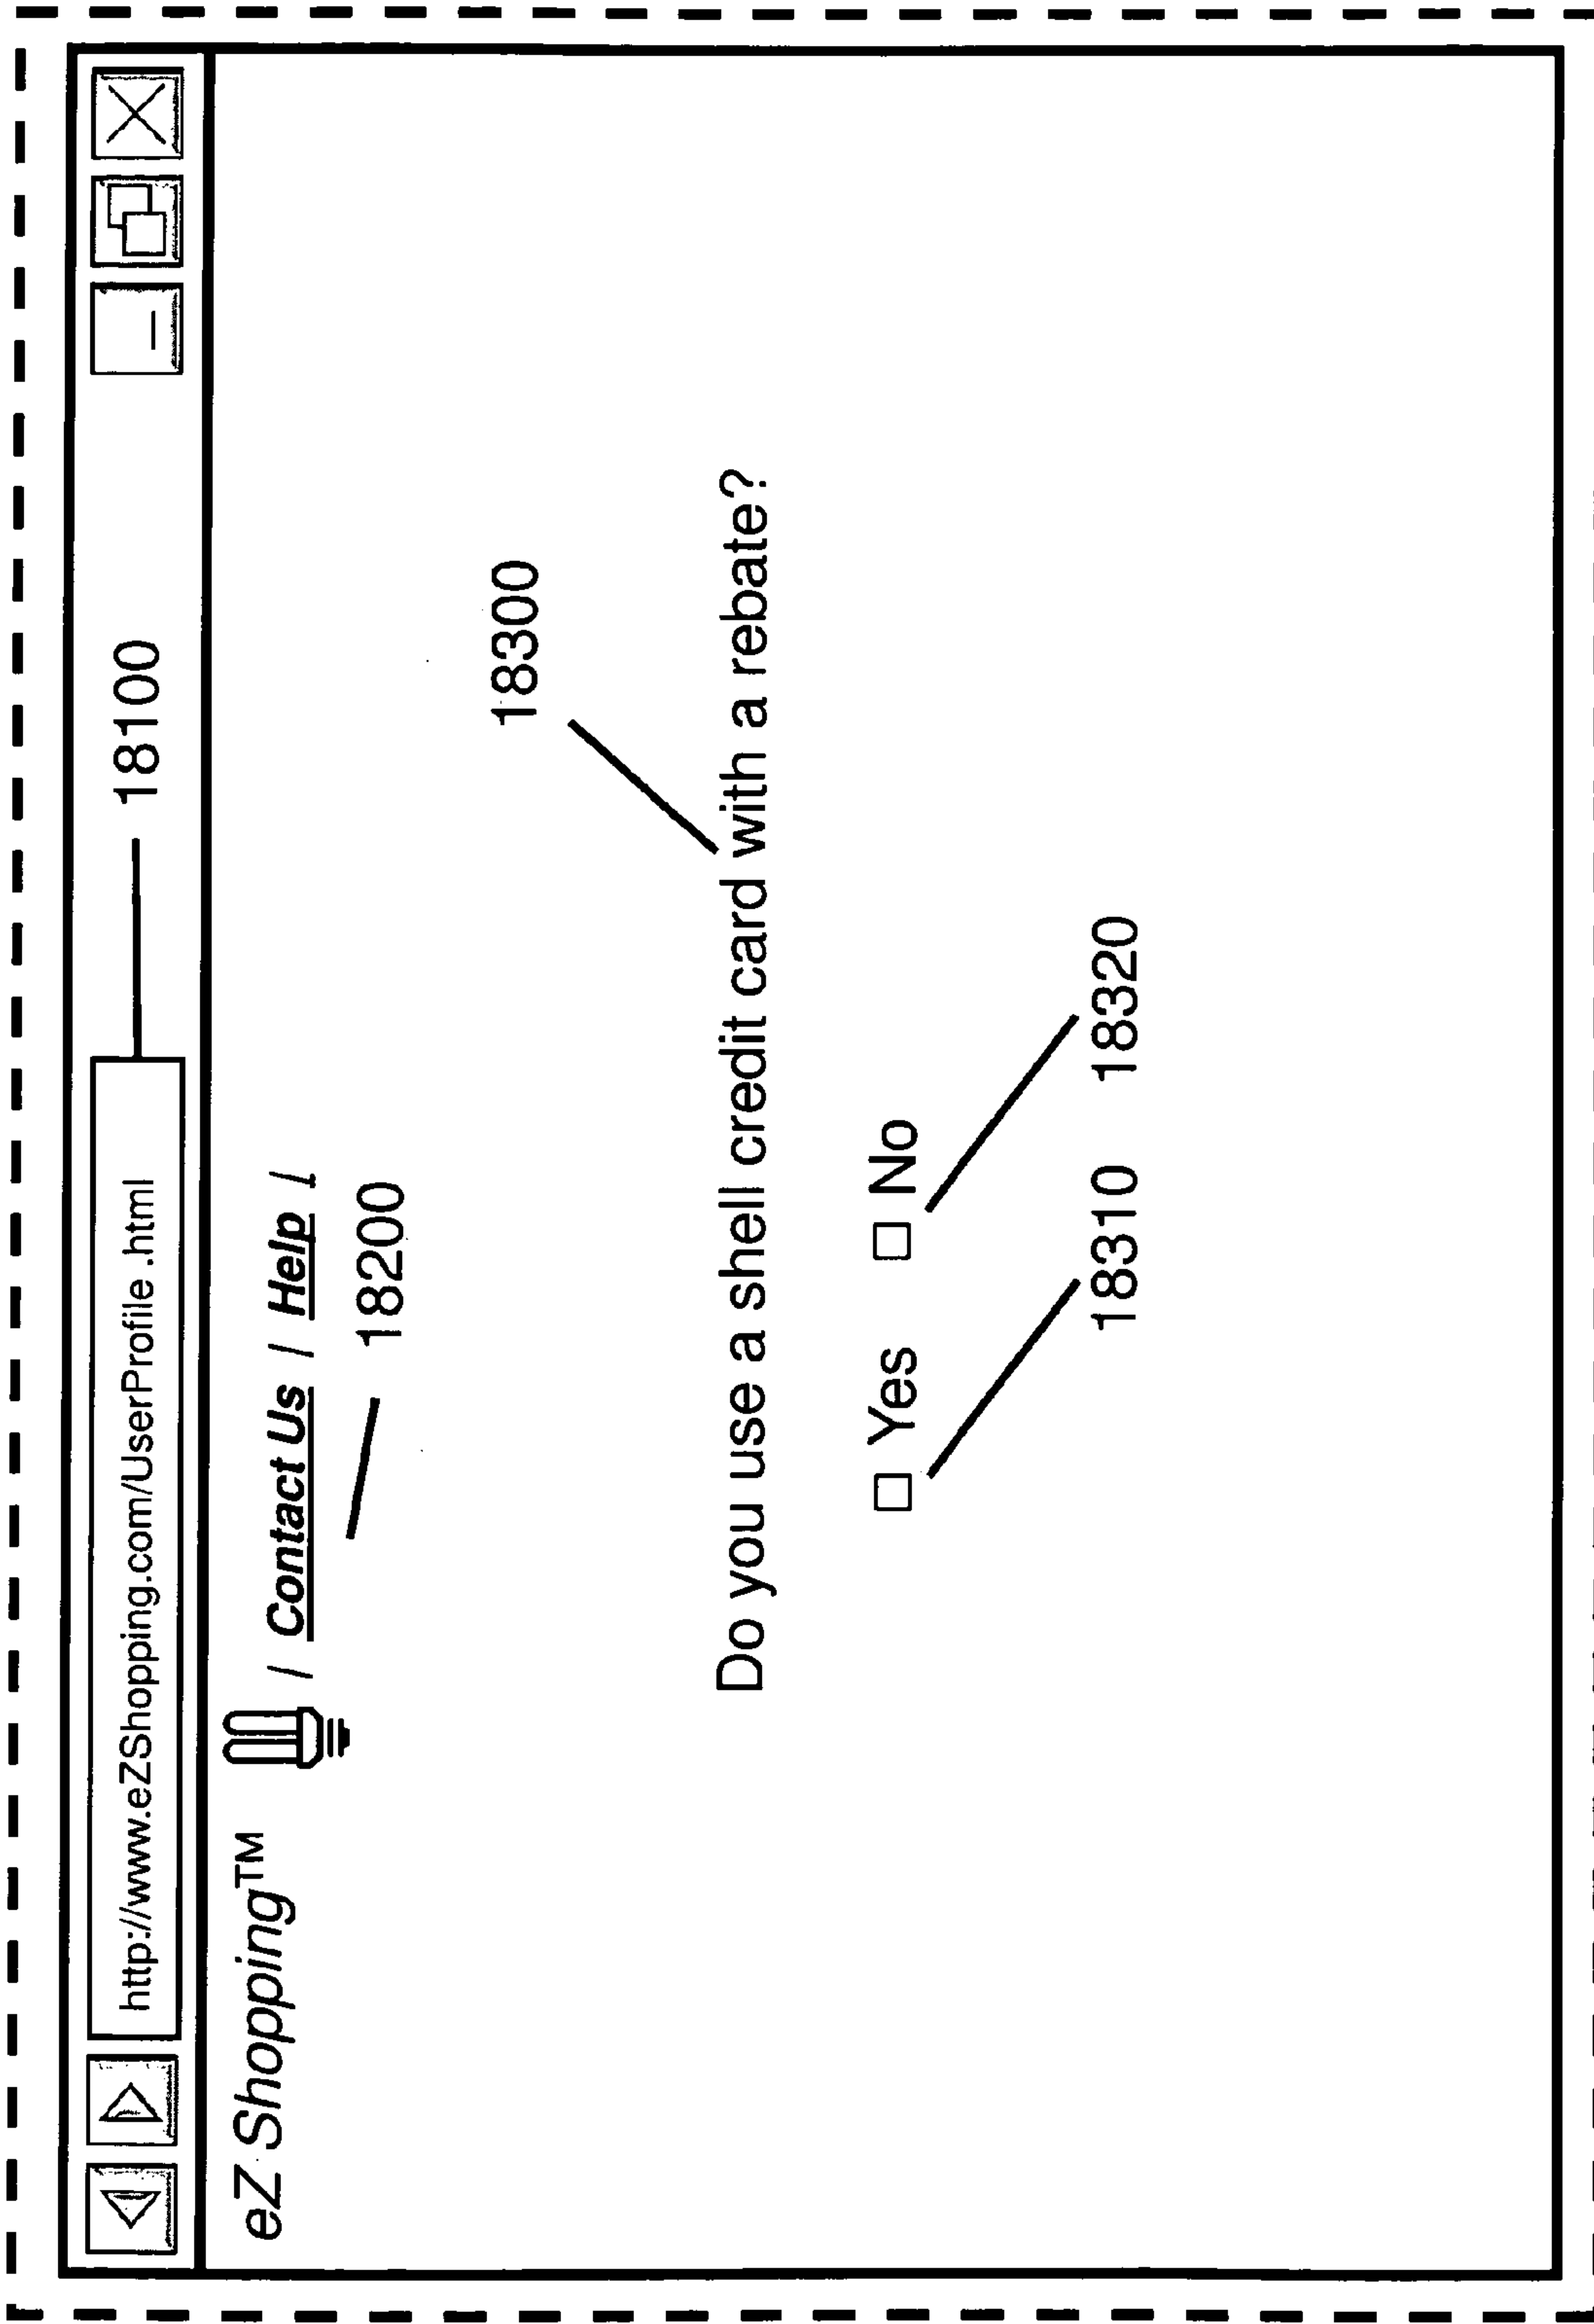 http://www.eZShopping.com/UserProfile .html 18100
eZ Shopping™ / Contact Us / Help /
18200
18300
Do you use a shell credit card with a rebate?
□ Yes □ No
18310 18320